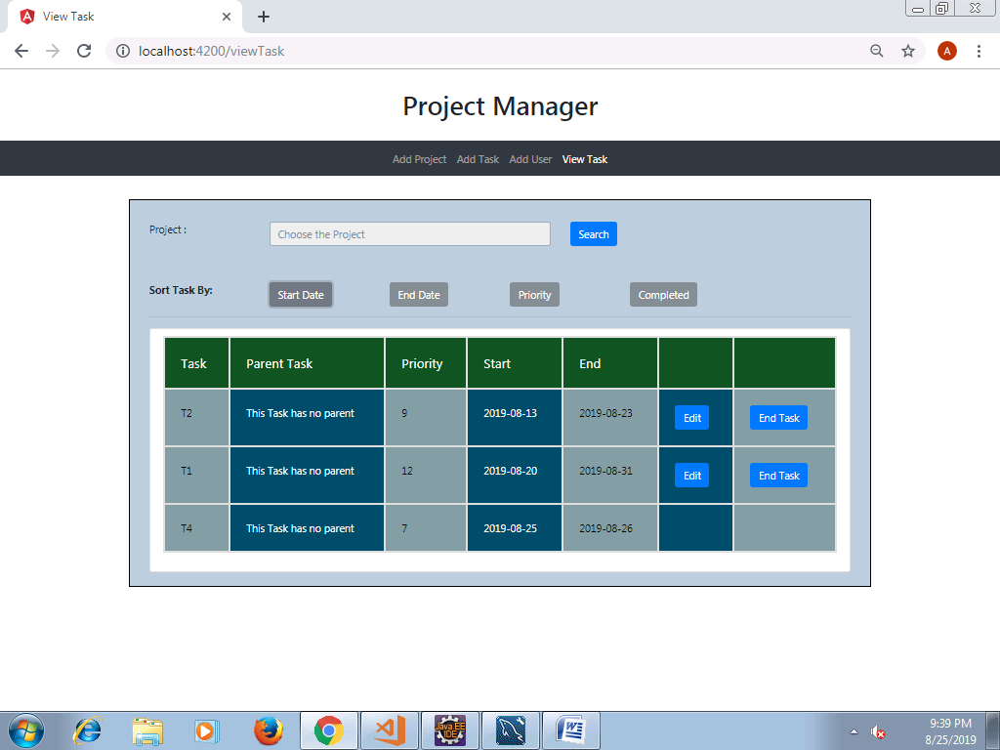 View Task
localhost:4200/viewTask
A
Project Manager
Add Project Add Task Add User View Task
Project :
Choose the Project
Search
Sort Task By:
Start Date
End Date
Priority
Completed
Task Parent Task Priority Start End
T2 This Task has no parent 9 2019-08-13 2019-08-23 Edit End Task
T1 This Task has no parent 12 2019-08-20 2019-08-31 Edit End Task
T4 This Task has no parent 7 2019-08-25 2019-08-26
Java EE
IDE
W
9:39 PM
8/25/2019